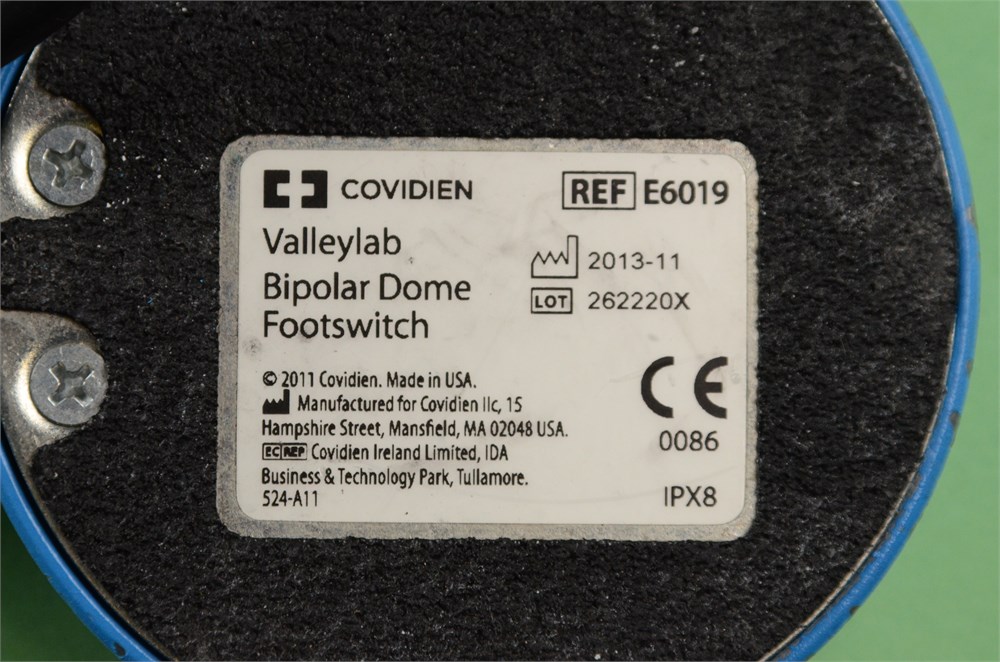 COVIDIEN
REF E6019
Valleylab
Bipolar Dome
Footswitch
2013-11
LOT 262220X
© 2011 Covidien. Made in USA.
Manufactured for Covidien llc, 15
Hampshire Street, Mansfield, MA 02048 USA.
EC REP Covidien Ireland Limited, IDA
Business & Technology Park, Tullamore.
524-A11
CE
0086
IPX8